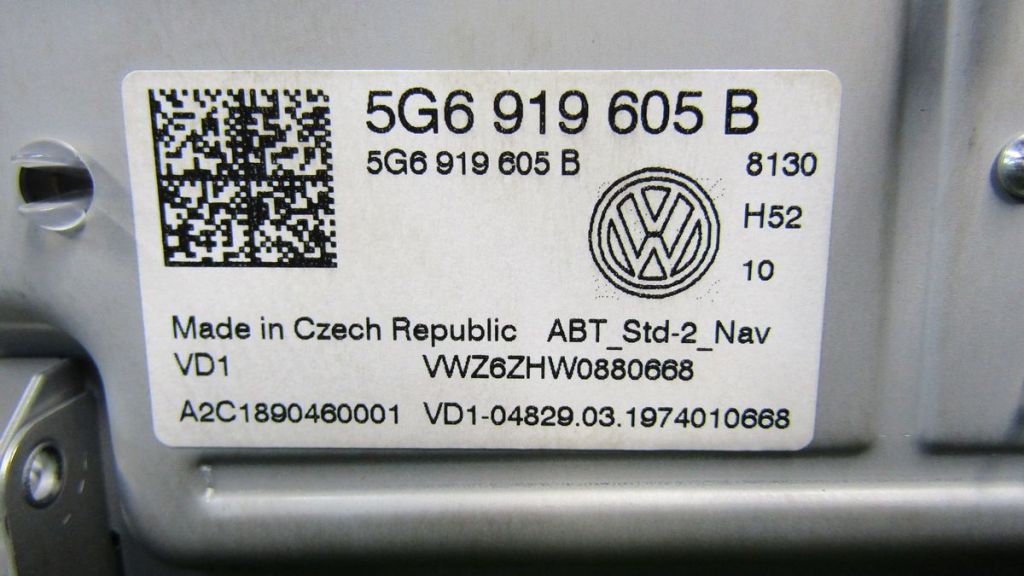 5G6 919 605 B
5G6 919 605 B 8130
H52
10
Made in Czech Republic ABT_Std-2_Nav
VD1 VWZ6ZHW0880668
A2C1890460001 VD1-04829.03.1974010668